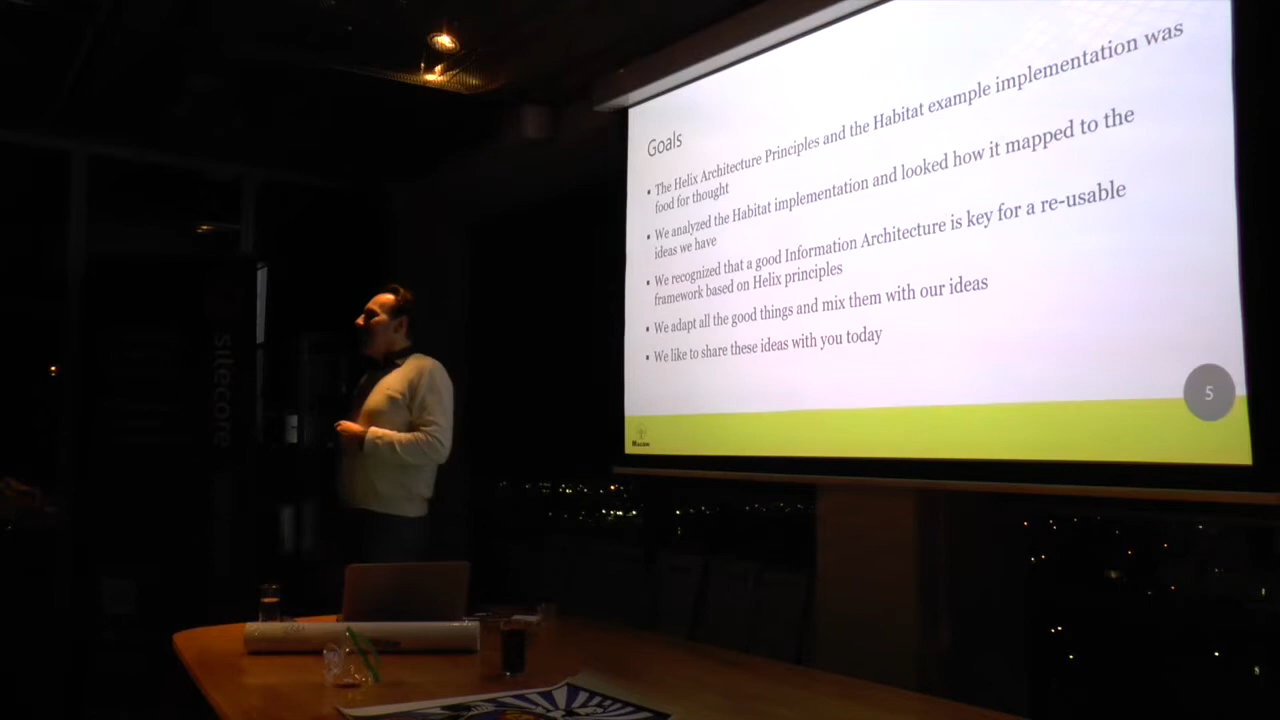 Goals
▪ The Helix Architecture Principles and the Habitat example implementation was
food for thought
▪ We analyzed the Habitat implementation and looked how it mapped to the
ideas we have
▪ We recognized that a good Information Architecture is key for a re-usable
framework based on Helix principles
▪ We adapt all the good things and mix them with our ideas
▪ We like to share these ideas with you today
5
Macaw
sitecore